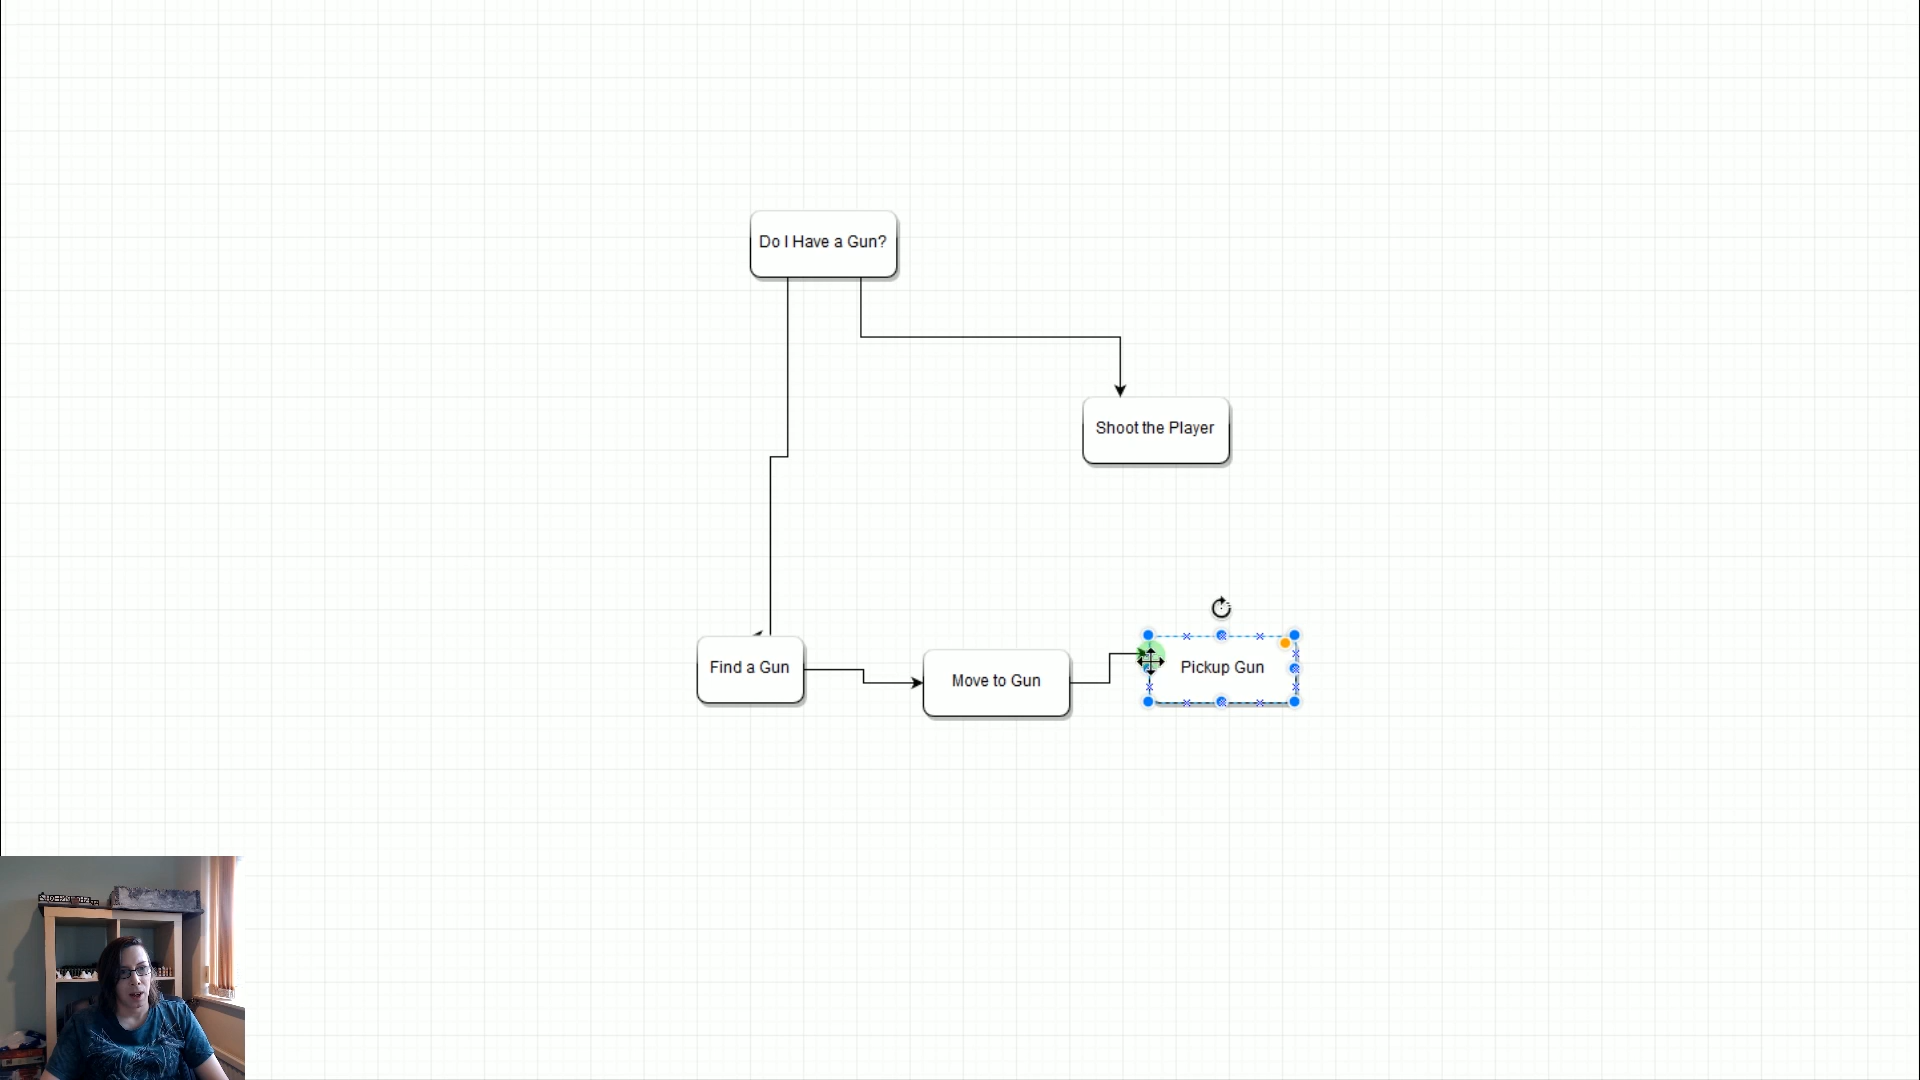 Do I Have a Gun?
Shoot the Player
Find a Gun
Move to Gun
Pickup Gun